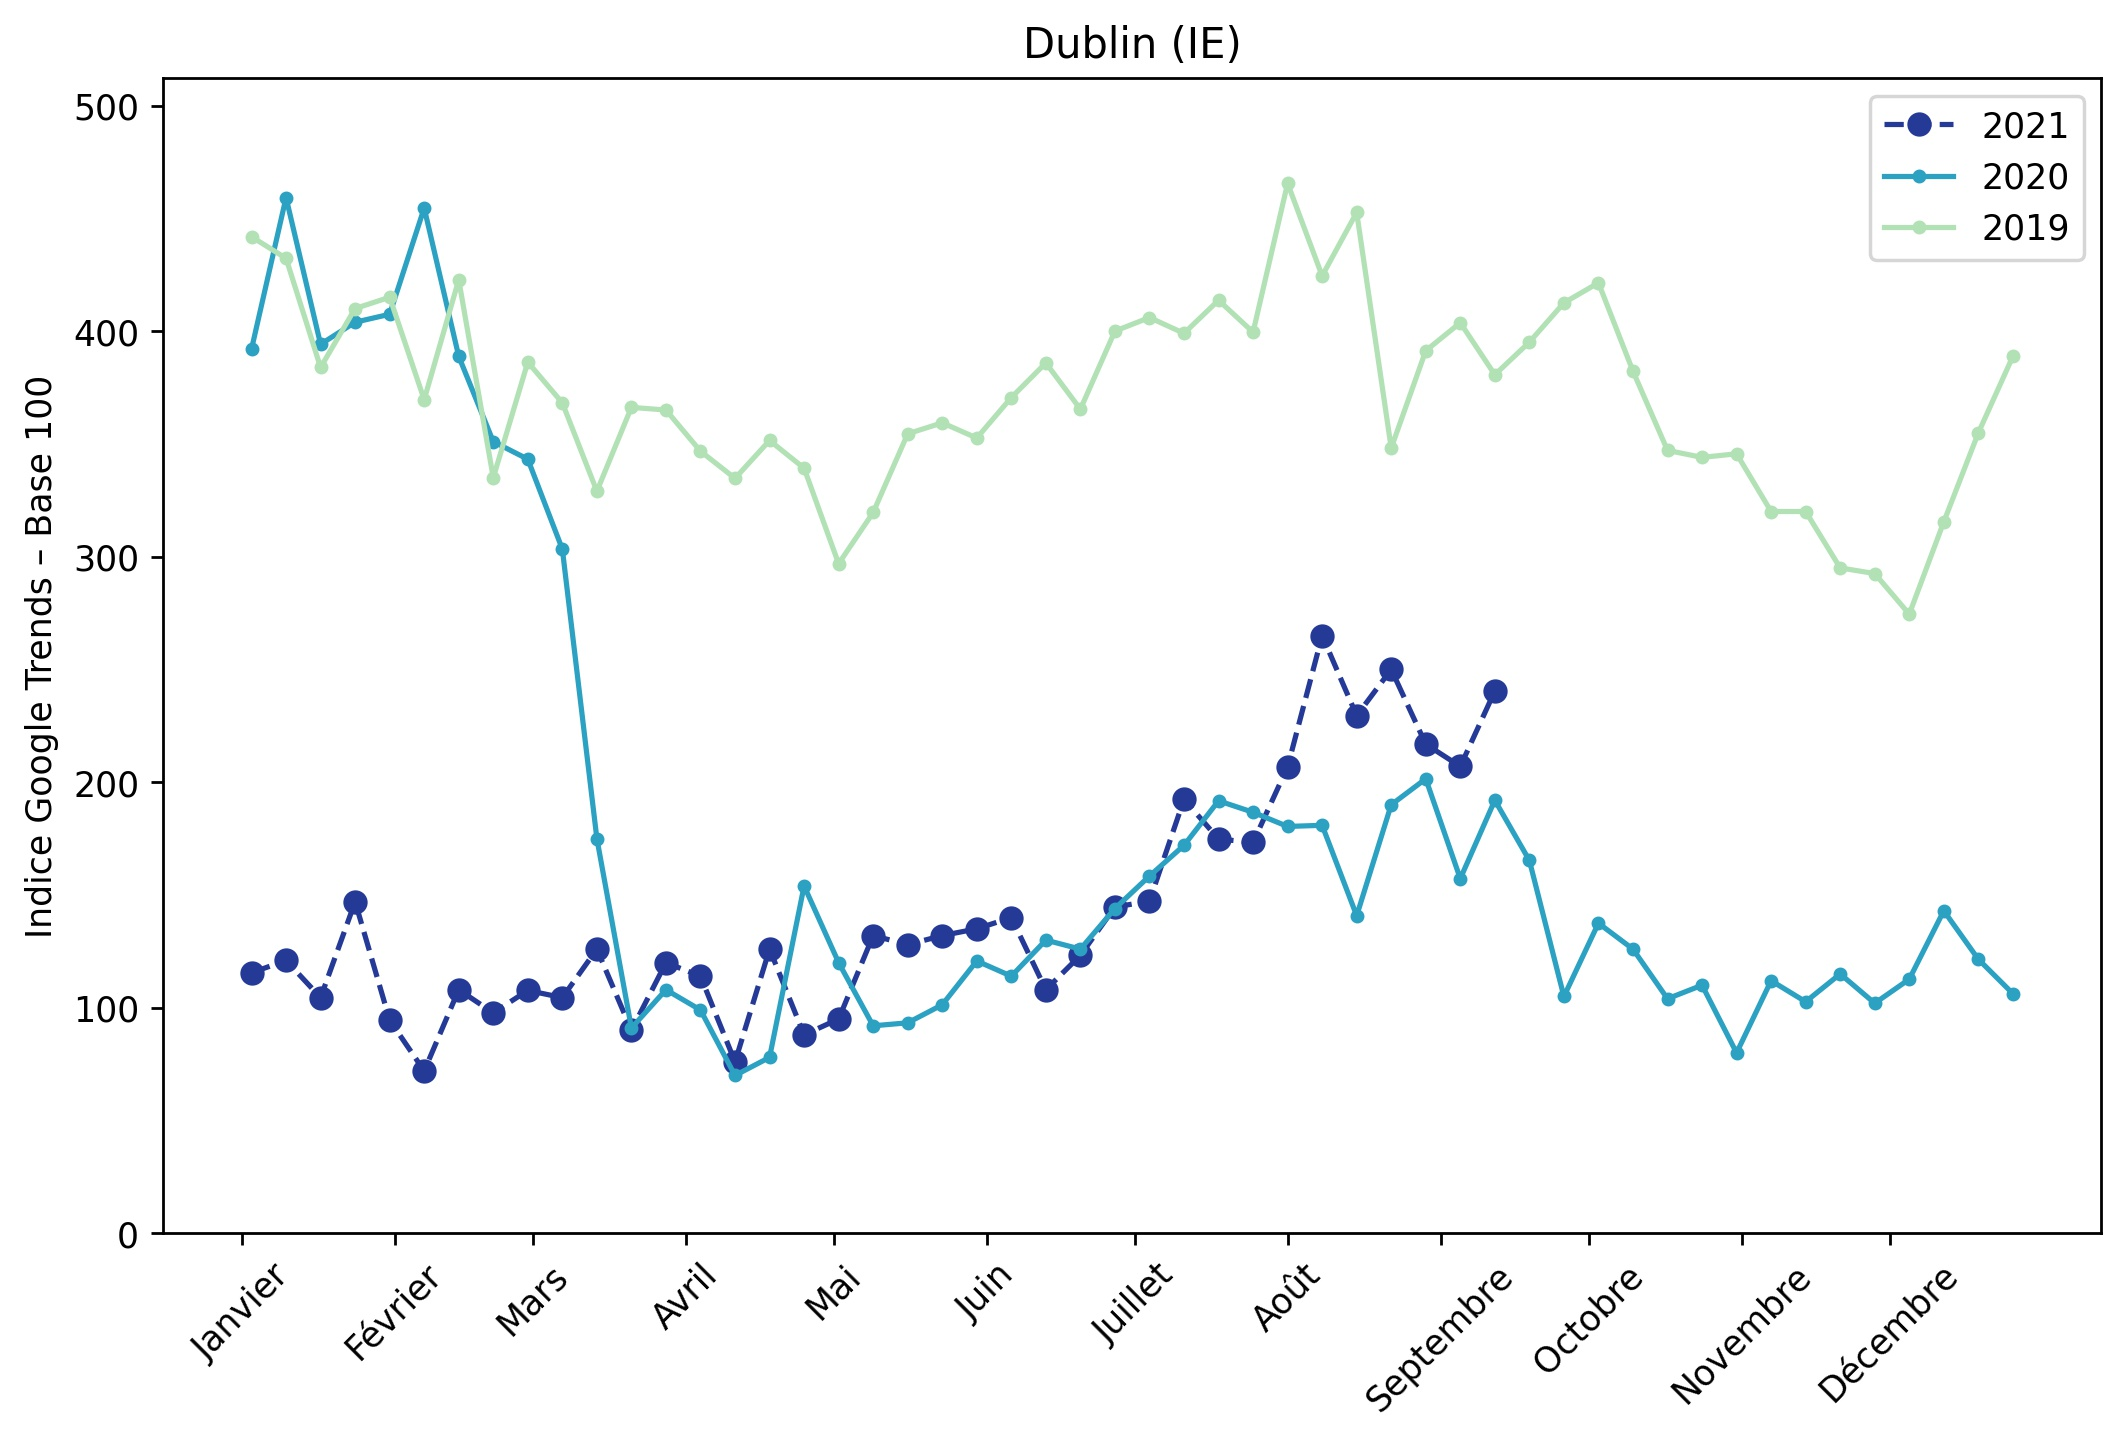 Dublin (IE)
500
400
300
200
100
0
Indice Google Trends – Base 100
2021
2020
2019
Janvier
Février
Mars
Avril
Mai
Juin
Juillet
Août
Septembre
Octobre
Novembre
Décembre